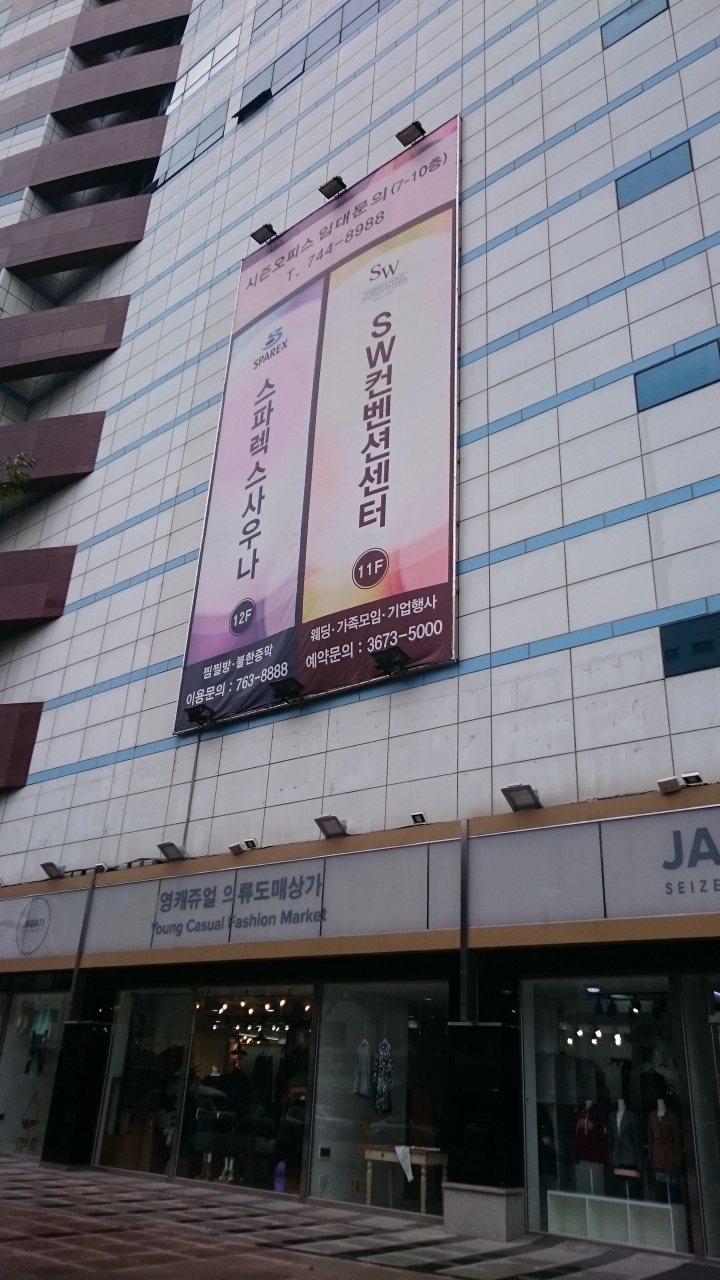 시즌오피스 임대문의(7-10층)
T. 744-8988
SPAREX
스파렉스사우나
12F
찜질방·불한증막
이용문의 : 763-8888
SW
SW컨벤션센터
11F
웨딩·가족모임·기업행사
예약문의 : 3673-5000
영캐쥬얼 의류도매상가
Young Casual Fashion Market
JA
SEIZE